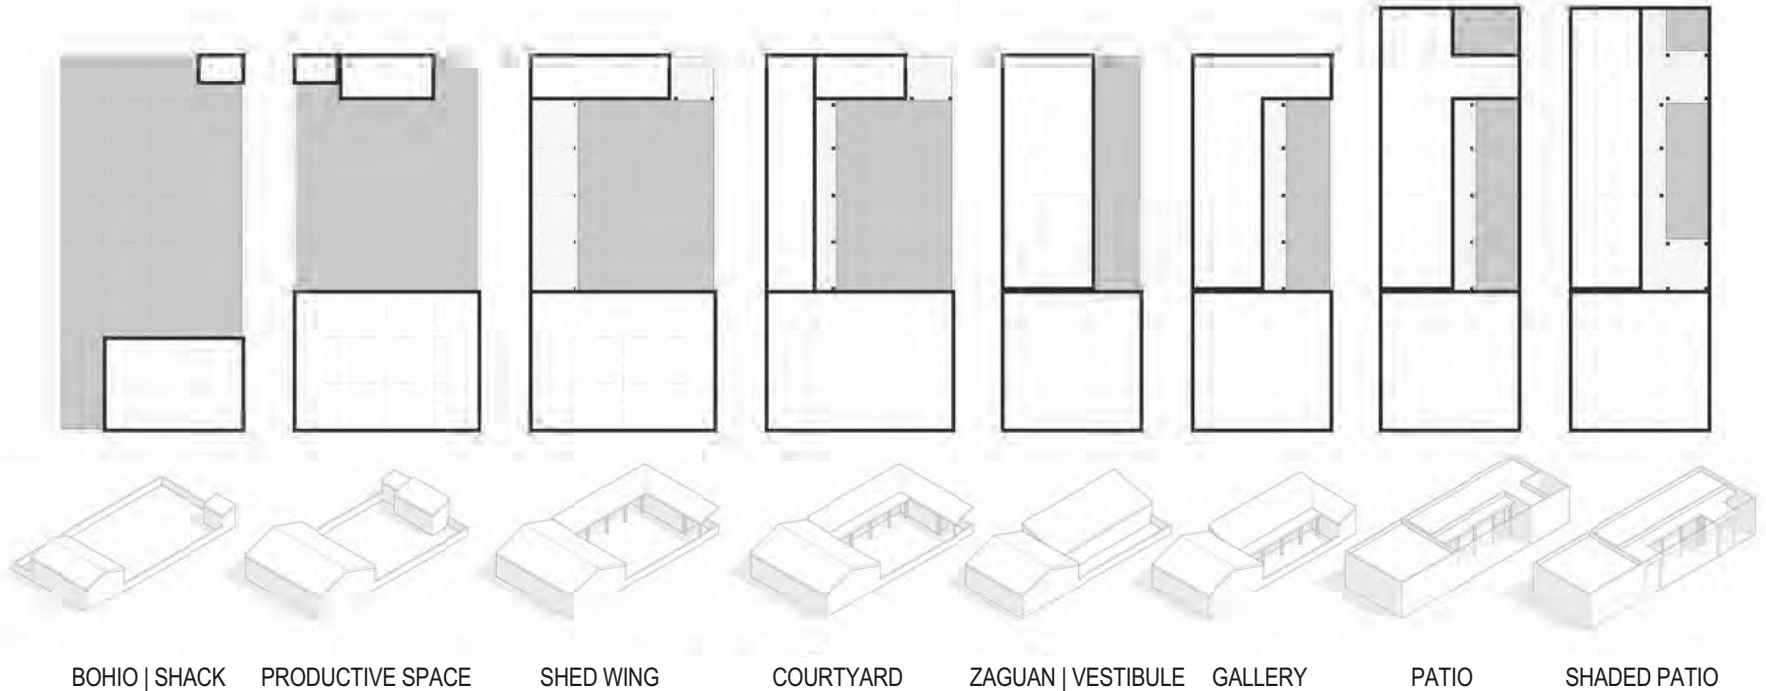 BOHIO | SHACK PRODUCTIVE SPACE SHED WING COURTYARD ZAGUAN | VESTIBULE GALLERY PATIO SHADED PATIO